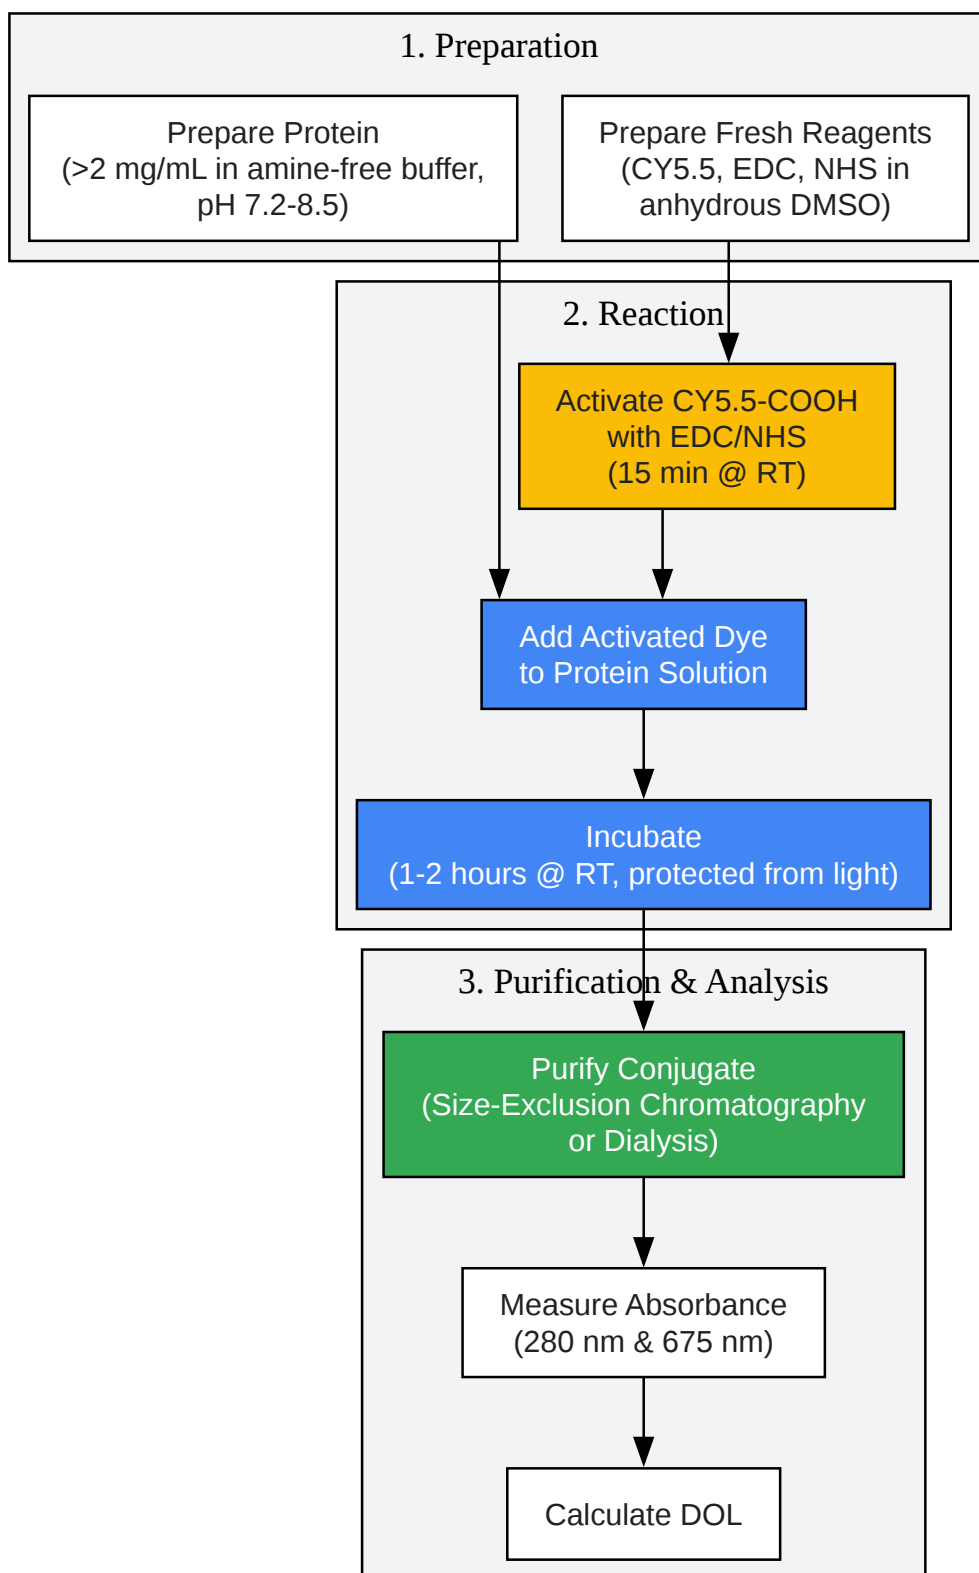 1. Preparation
Prepare Protein
(>2 mg/mL in amine-free buffer,
pH 7.2-8.5)
Prepare Fresh Reagents
(CY5.5, EDC, NHS in
anhydrous DMSO)
2. Reaction
Activate CY5.5-COOH
with EDC/NHS
(15 min @ RT)
Add Activated Dye
to Protein Solution
Incubate
(1-2 hours @ RT, protected from light)
3. Purification & Analysis
Purify Conjugate
(Size-Exclusion Chromatography
or Dialysis)
Measure Absorbance
(280 nm & 675 nm)
Calculate DOL